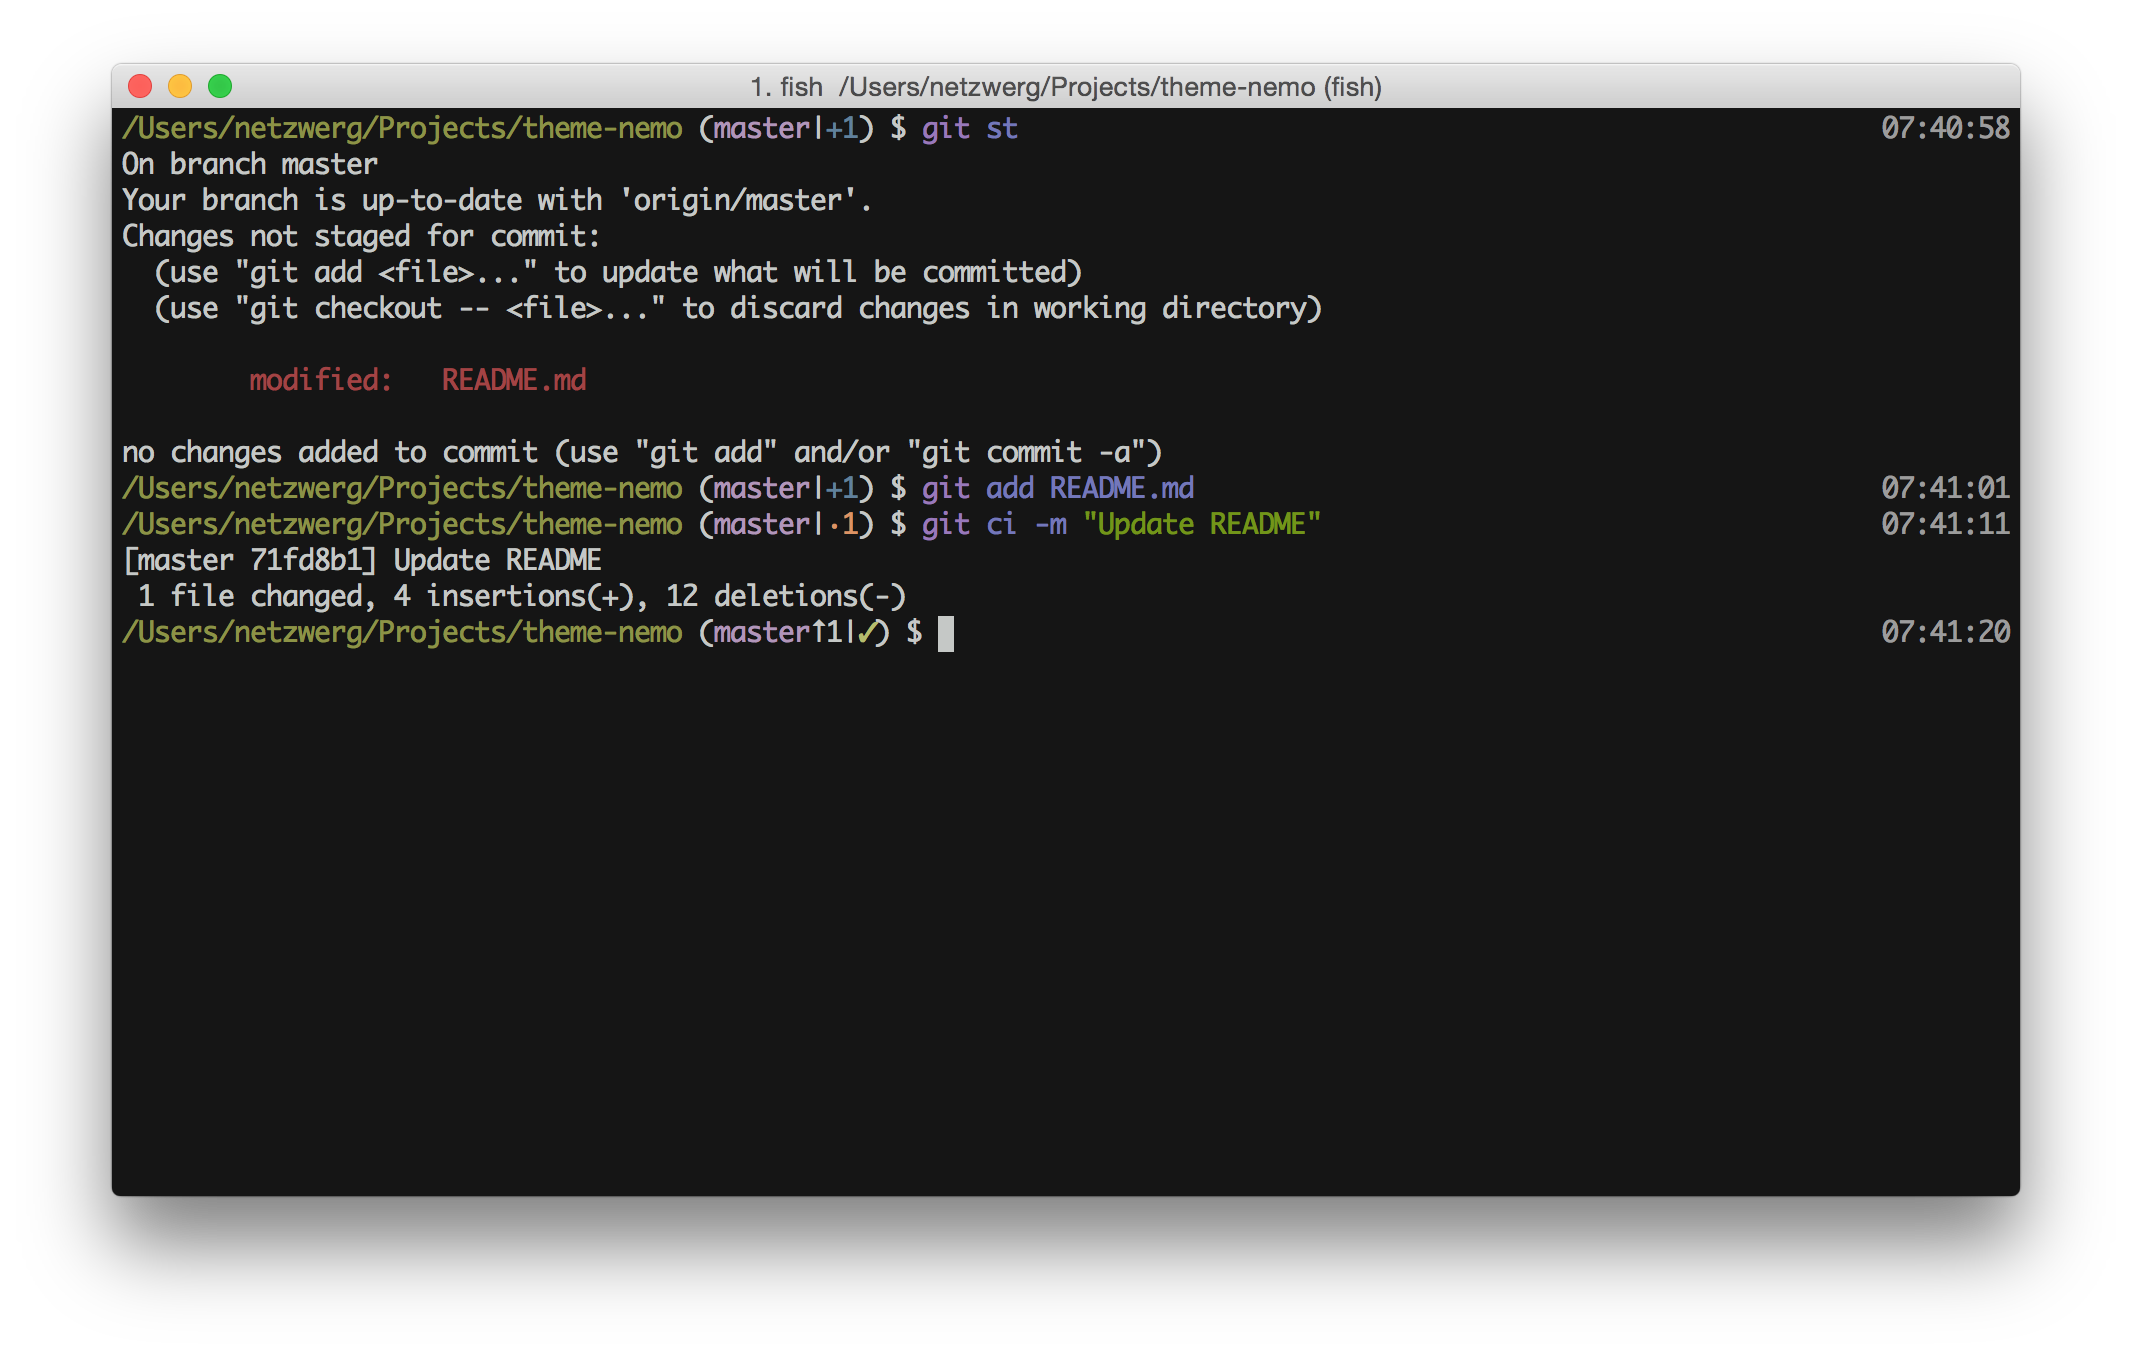 1. fish  /Users/netzwerg/Projects/theme-nemo (fish)
/Users/netzwerg/Projects/theme-nemo (master|+1) $ git st 07:40:58
On branch master
Your branch is up-to-date with 'origin/master'.
Changes not staged for commit:
  (use "git add <file>..." to update what will be committed)
  (use "git checkout -- <file>..." to discard changes in working directory)
        modified:   README.md
no changes added to commit (use "git add" and/or "git commit -a")
/Users/netzwerg/Projects/theme-nemo (master|+1) $ git add README.md 07:41:01
/Users/netzwerg/Projects/theme-nemo (master|·1) $ git ci -m "Update README" 07:41:11
[master 71fd8b1] Update README
 1 file changed, 4 insertions(+), 12 deletions(-)
/Users/netzwerg/Projects/theme-nemo (master↑1|✓) $ 07:41:20